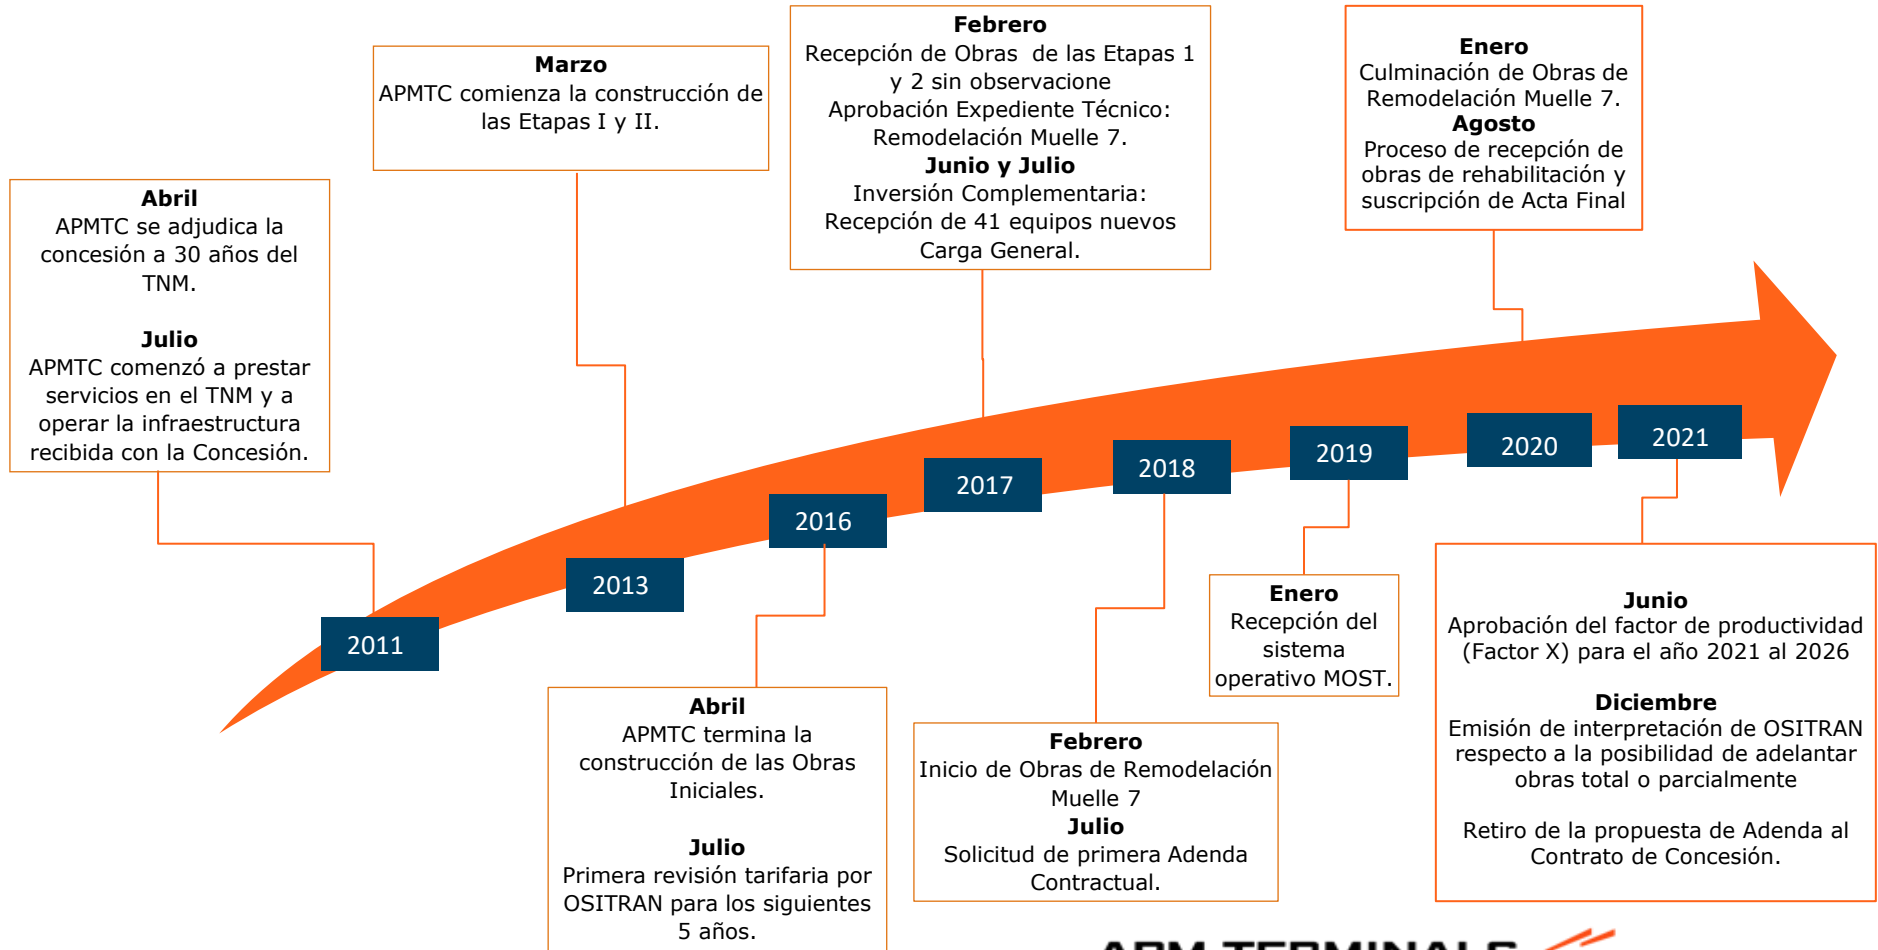 Abril
APMTC se adjudica la
concesión a 30 años del
TNM.
Julio
APMTC comenzó a prestar
servicios en el TNM y a
operar la infraestructura
recibida con la Concesión.
Marzo
APMTC comienza la construcción de
las Etapas I y II.
Febrero
Recepción de Obras de las Etapas 1
y 2 sin observacione
Aprobación Expediente Técnico:
Remodelación Muelle 7.
Junio y Julio
Inversión Complementaria:
Recepción de 41 equipos nuevos
Carga General.
Enero
Culminación de Obras de
Remodelación Muelle 7.
Agosto
Proceso de recepción de
obras de rehabilitación y
suscripción de Acta Final
2011
2013
2016
2017
2018
2019
2020
2021
Abril
APMTC termina la
construcción de las Obras
Iniciales.
Julio
Primera revisión tarifaria por
OSITRAN para los siguientes
5 años.
Febrero
Inicio de Obras de Remodelación
Muelle 7
Julio
Solicitud de primera Adenda
Contractual.
Enero
Recepción del
sistema
operativo MOST.
Junio
Aprobación del factor de productividad
(Factor X) para el año 2021 al 2026
Diciembre
Emisión de interpretación de OSITRAN
respecto a la posibilidad de adelantar
obras total o parcialmente
Retiro de la propuesta de Adenda al
Contrato de Concesión.
APM TERMINALS